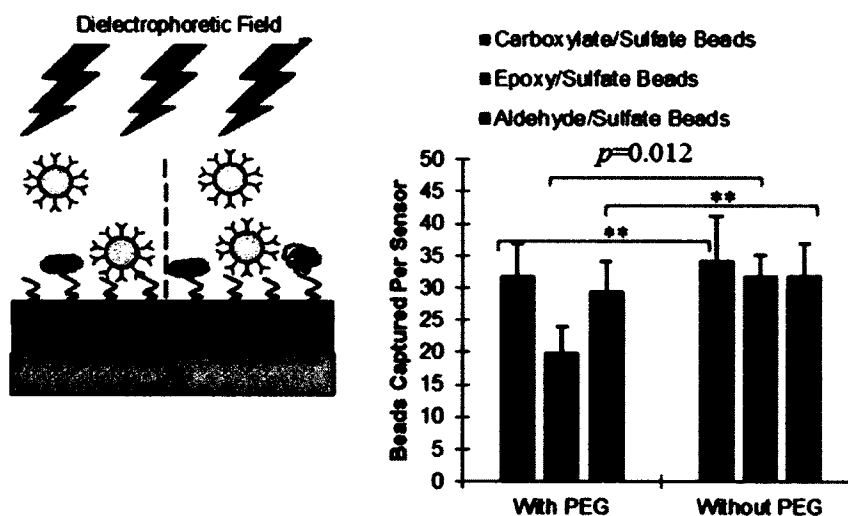 Dielectrophoretic Field
Carboxylate/Sulfate Beads
Epoxy/Sulfate Beads
Aldehyde/Sulfate Beads
Beads Captured Per Sensor
50
45
40
35
30
25
20
15
10
5
0
p=0.012
**
**
With PEG
Without PEG